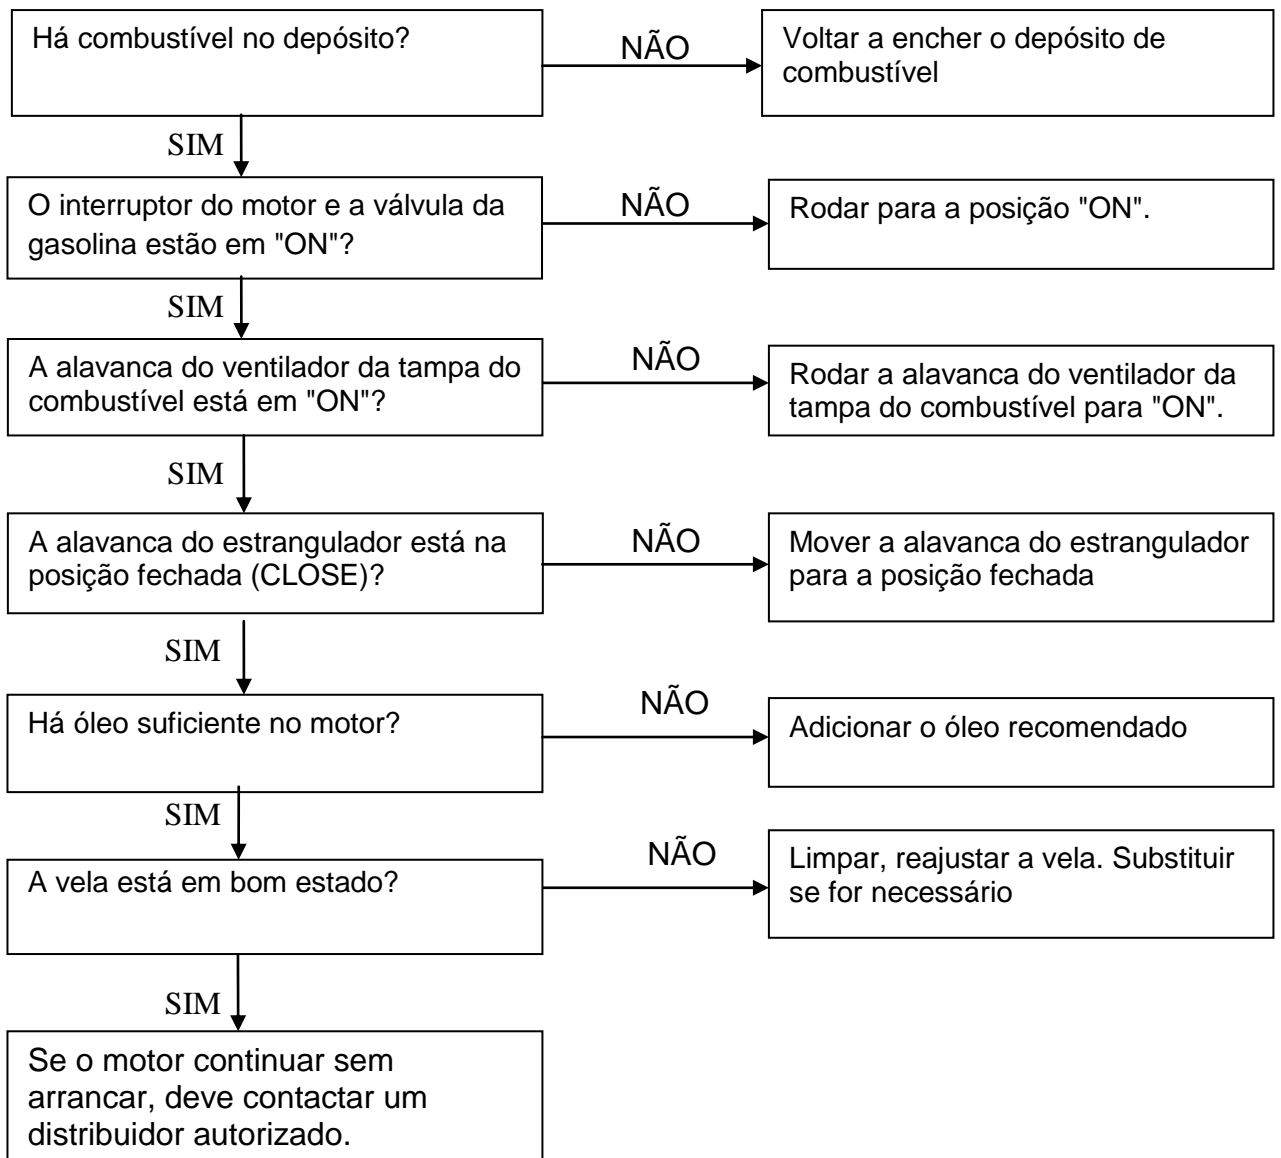 Há combustível no depósito?
NÃO
Voltar a encher o depósito de
combustível
SIM
O interruptor do motor e a válvula da
gasolina estão em "ON"?
NÃO
Rodar para a posição "ON".
SIM
A alavanca do ventilador da tampa do
combustível está em "ON"?
NÃO
Rodar a alavanca do ventilador da
tampa do combustível para "ON".
SIM
A alavanca do estrangulador está na
posição fechada (CLOSE)?
NÃO
Mover a alavanca do estrangulador
para a posição fechada
SIM
Há óleo suficiente no motor?
NÃO
Adicionar o óleo recomendado
SIM
A vela está em bom estado?
NÃO
Limpar, reajustar a vela. Substituir
se for necessário
SIM
Se o motor continuar sem
arrancar, deve contactar um
distribuidor autorizado.